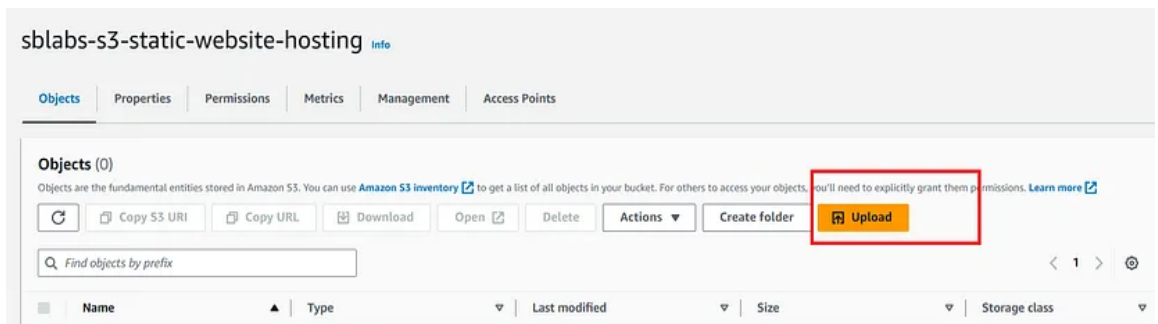 sblabs-s3-static-website-hosting Info
Objects Properties Permissions Metrics Management Access Points
Objects (0)
Objects are the fundamental entities stored in Amazon S3. You can use Amazon S3 inventory to get a list of all objects in your bucket. For others to access your objects, you'll need to explicitly grant them permissions. Learn more
Copy S3 URI Copy URL Download Open Delete Actions Create folder Upload
Find objects by prefix 1
Name Type Last modified Size Storage class